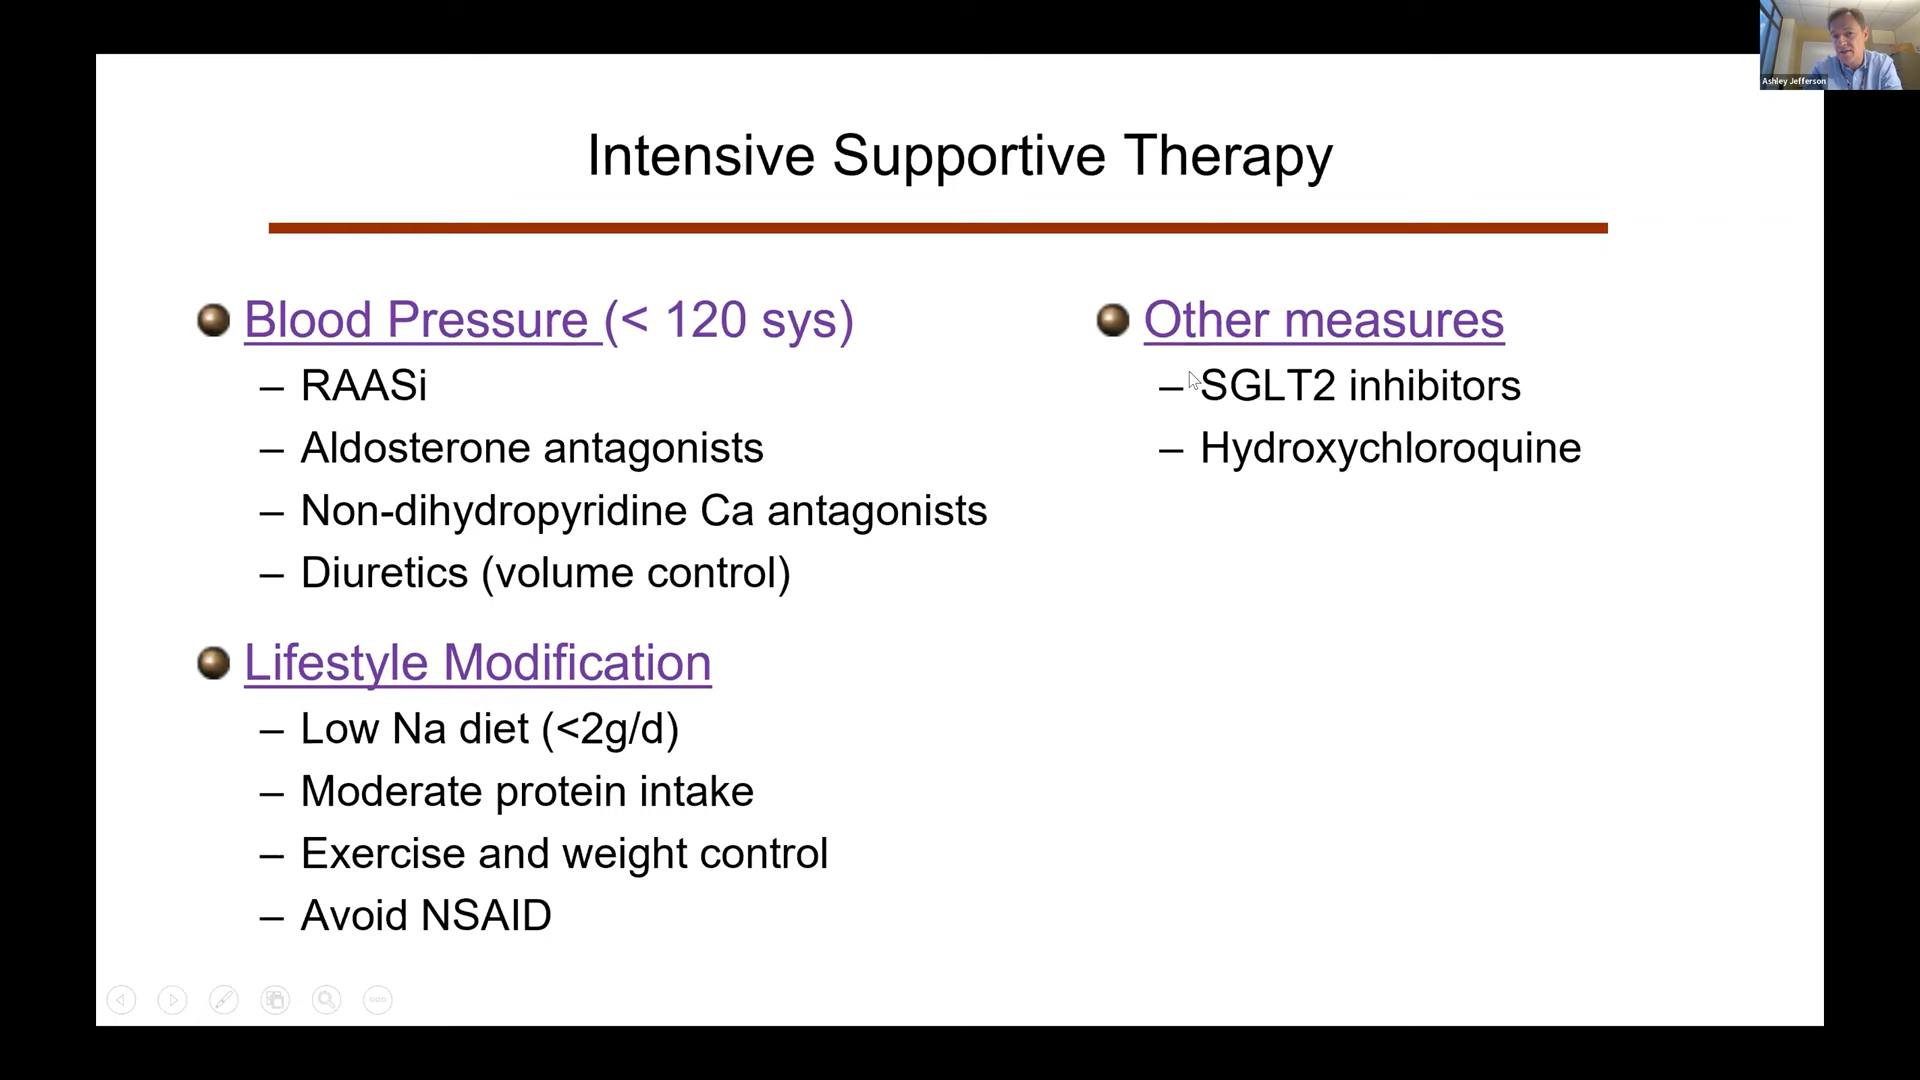 Intensive Supportive Therapy
Blood Pressure (< 120 sys)
– RAASi
– Aldosterone antagonists
– Non-dihydropyridine Ca antagonists
– Diuretics (volume control)
Lifestyle Modification
– Low Na diet (<2g/d)
– Moderate protein intake
– Exercise and weight control
– Avoid NSAID
Other measures
– SGLT2 inhibitors
– Hydroxychloroquine
Ashley Jefferson